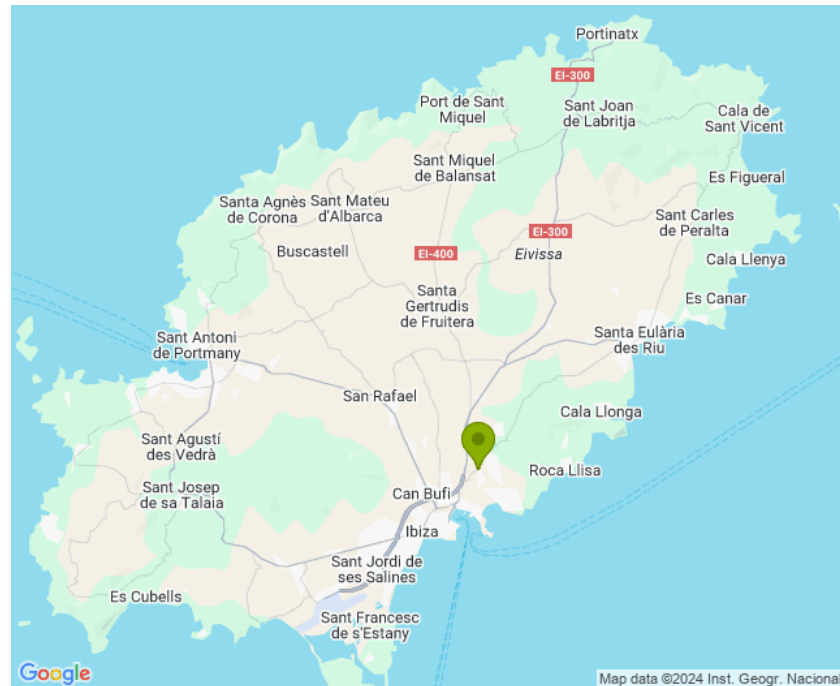 Portinatx
EI-300
Port de Sant
Miquel
Sant Joan
de Labritja
Cala de
Sant Vicent
Sant Miquel
de Balansat
Es Figueral
Santa Agnès
de Corona
Sant Mateu
d'Albarca
Sant Carles
de Peralta
EI-300
Buscastell
EI-400
Eivissa
Cala Llenya
Santa
Gertrudis
de Fruitera
Es Canar
Sant Antoni
de Portmany
Santa Eulària
des Riu
San Rafael
Cala Llonga
Sant Agustí
des Vedrà
Roca Llisa
Sant Josep
de sa Talaia
Can Bufi
Ibiza
Sant Jordi de
ses Salines
Es Cubells
Sant Francesc
de s'Estany
Google
Map data ©2024 Inst. Geogr. Nacional